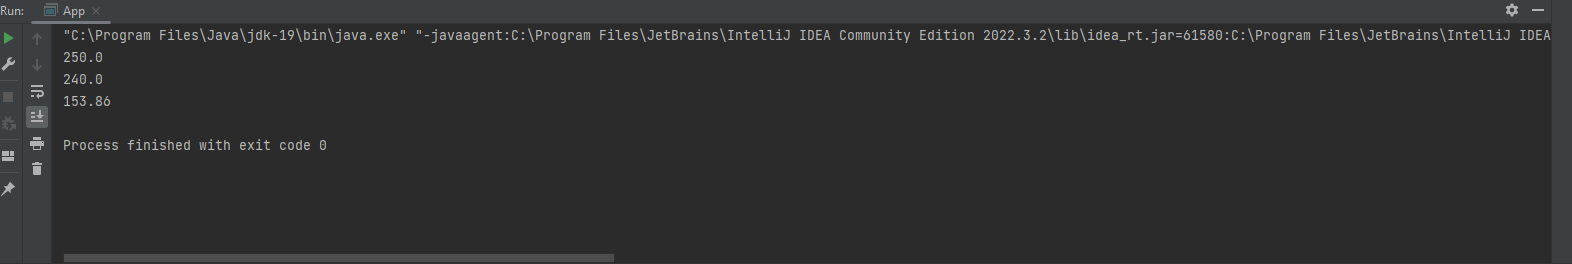 Run: App
"C:\Program Files\Java\jdk-19\bin\java.exe" "-javaagent:C:\Program Files\JetBrains\IntelliJ IDEA Community Edition 2022.3.2\lib\idea_rt.jar=61580:C:\Program Files\JetBrains\IntelliJ IDEA
250.0
240.0
153.86
Process finished with exit code 0